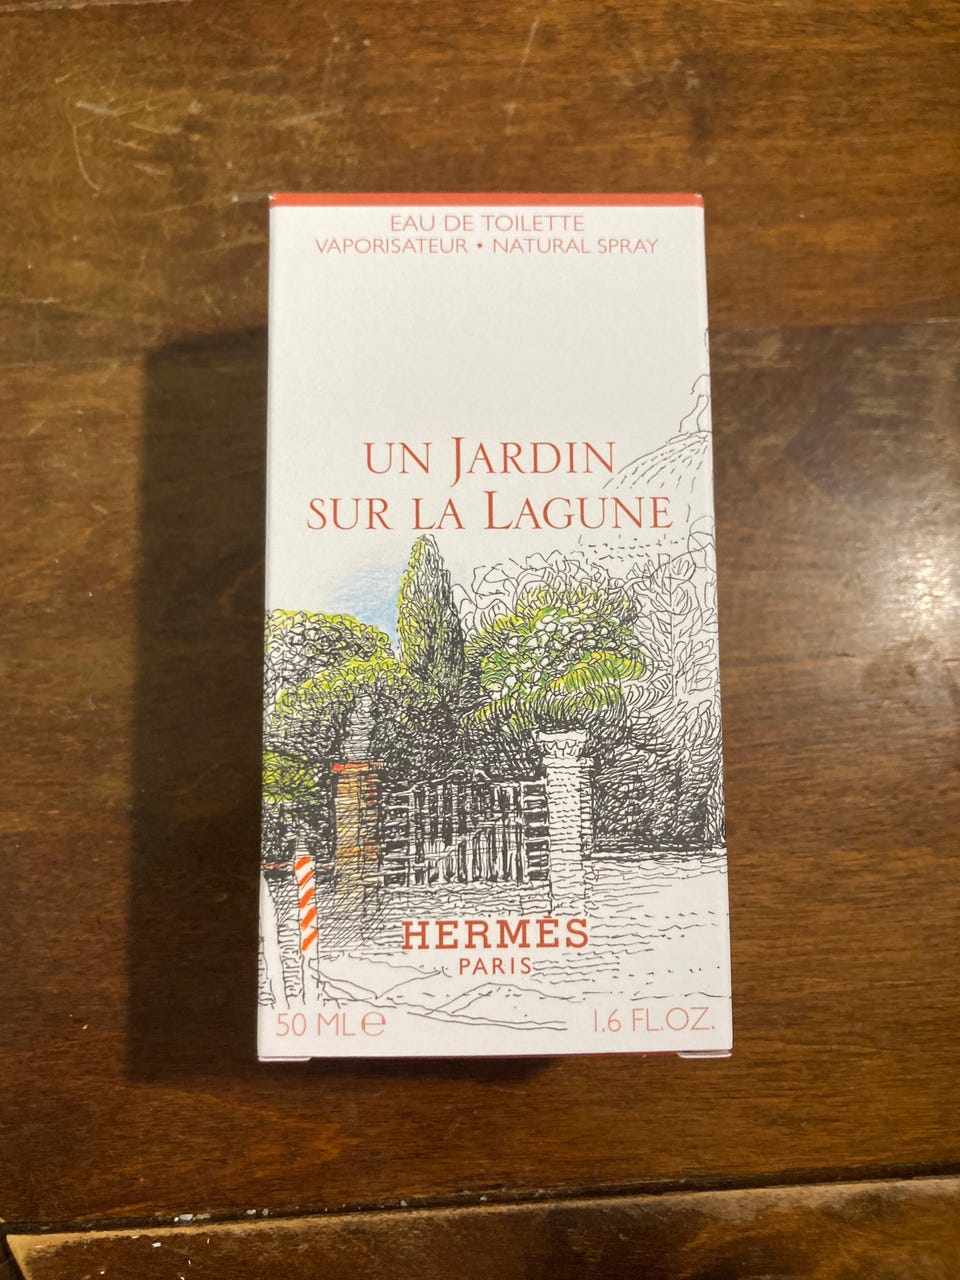 EAU DE TOILETTE
VAPORISATEUR • NATURAL SPRAY
UN JARDIN
SUR LA LAGUNE
HERMÈS
PARIS
50 ML ℮ 1.6 FL.OZ.